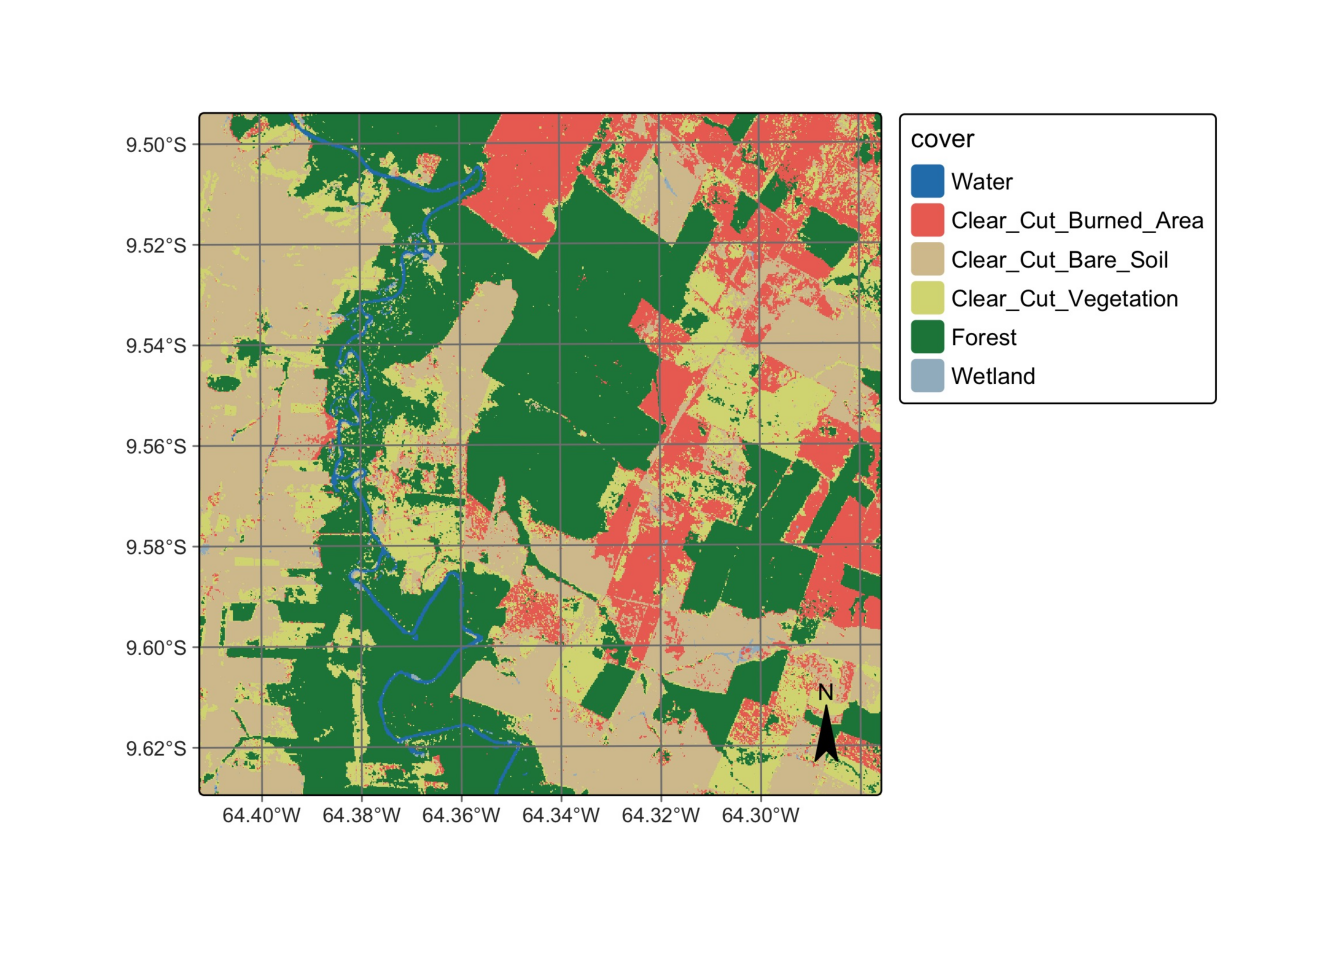 cover
Water
Clear_Cut_Burned_Area
Clear_Cut_Bare_Soil
Clear_Cut_Vegetation
Forest
Wetland
9.50°S
9.52°S
9.54°S
9.56°S
9.58°S
9.60°S
9.62°S
N
64.40°W 64.38°W 64.36°W 64.34°W 64.32°W 64.30°W